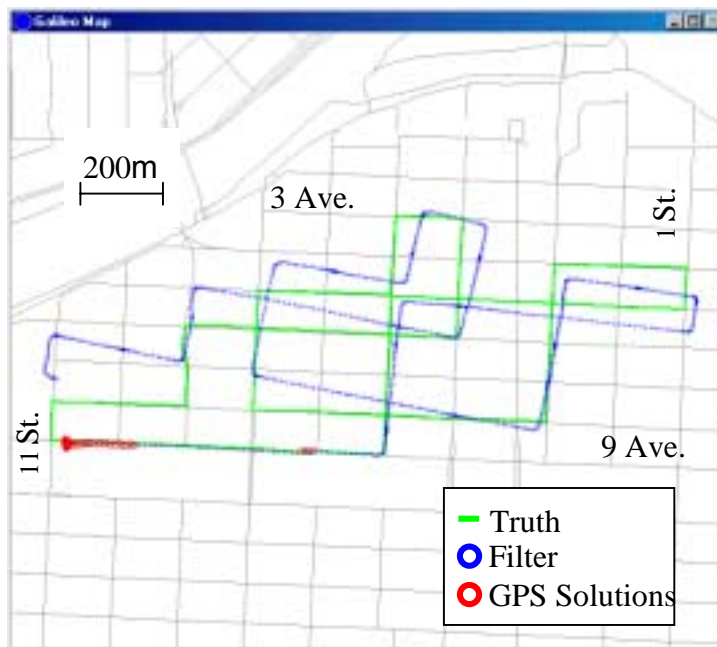 Galileo Map
200m
3 Ave.
1 St.
11 St.
9 Ave.
Truth
Filter
GPS Solutions